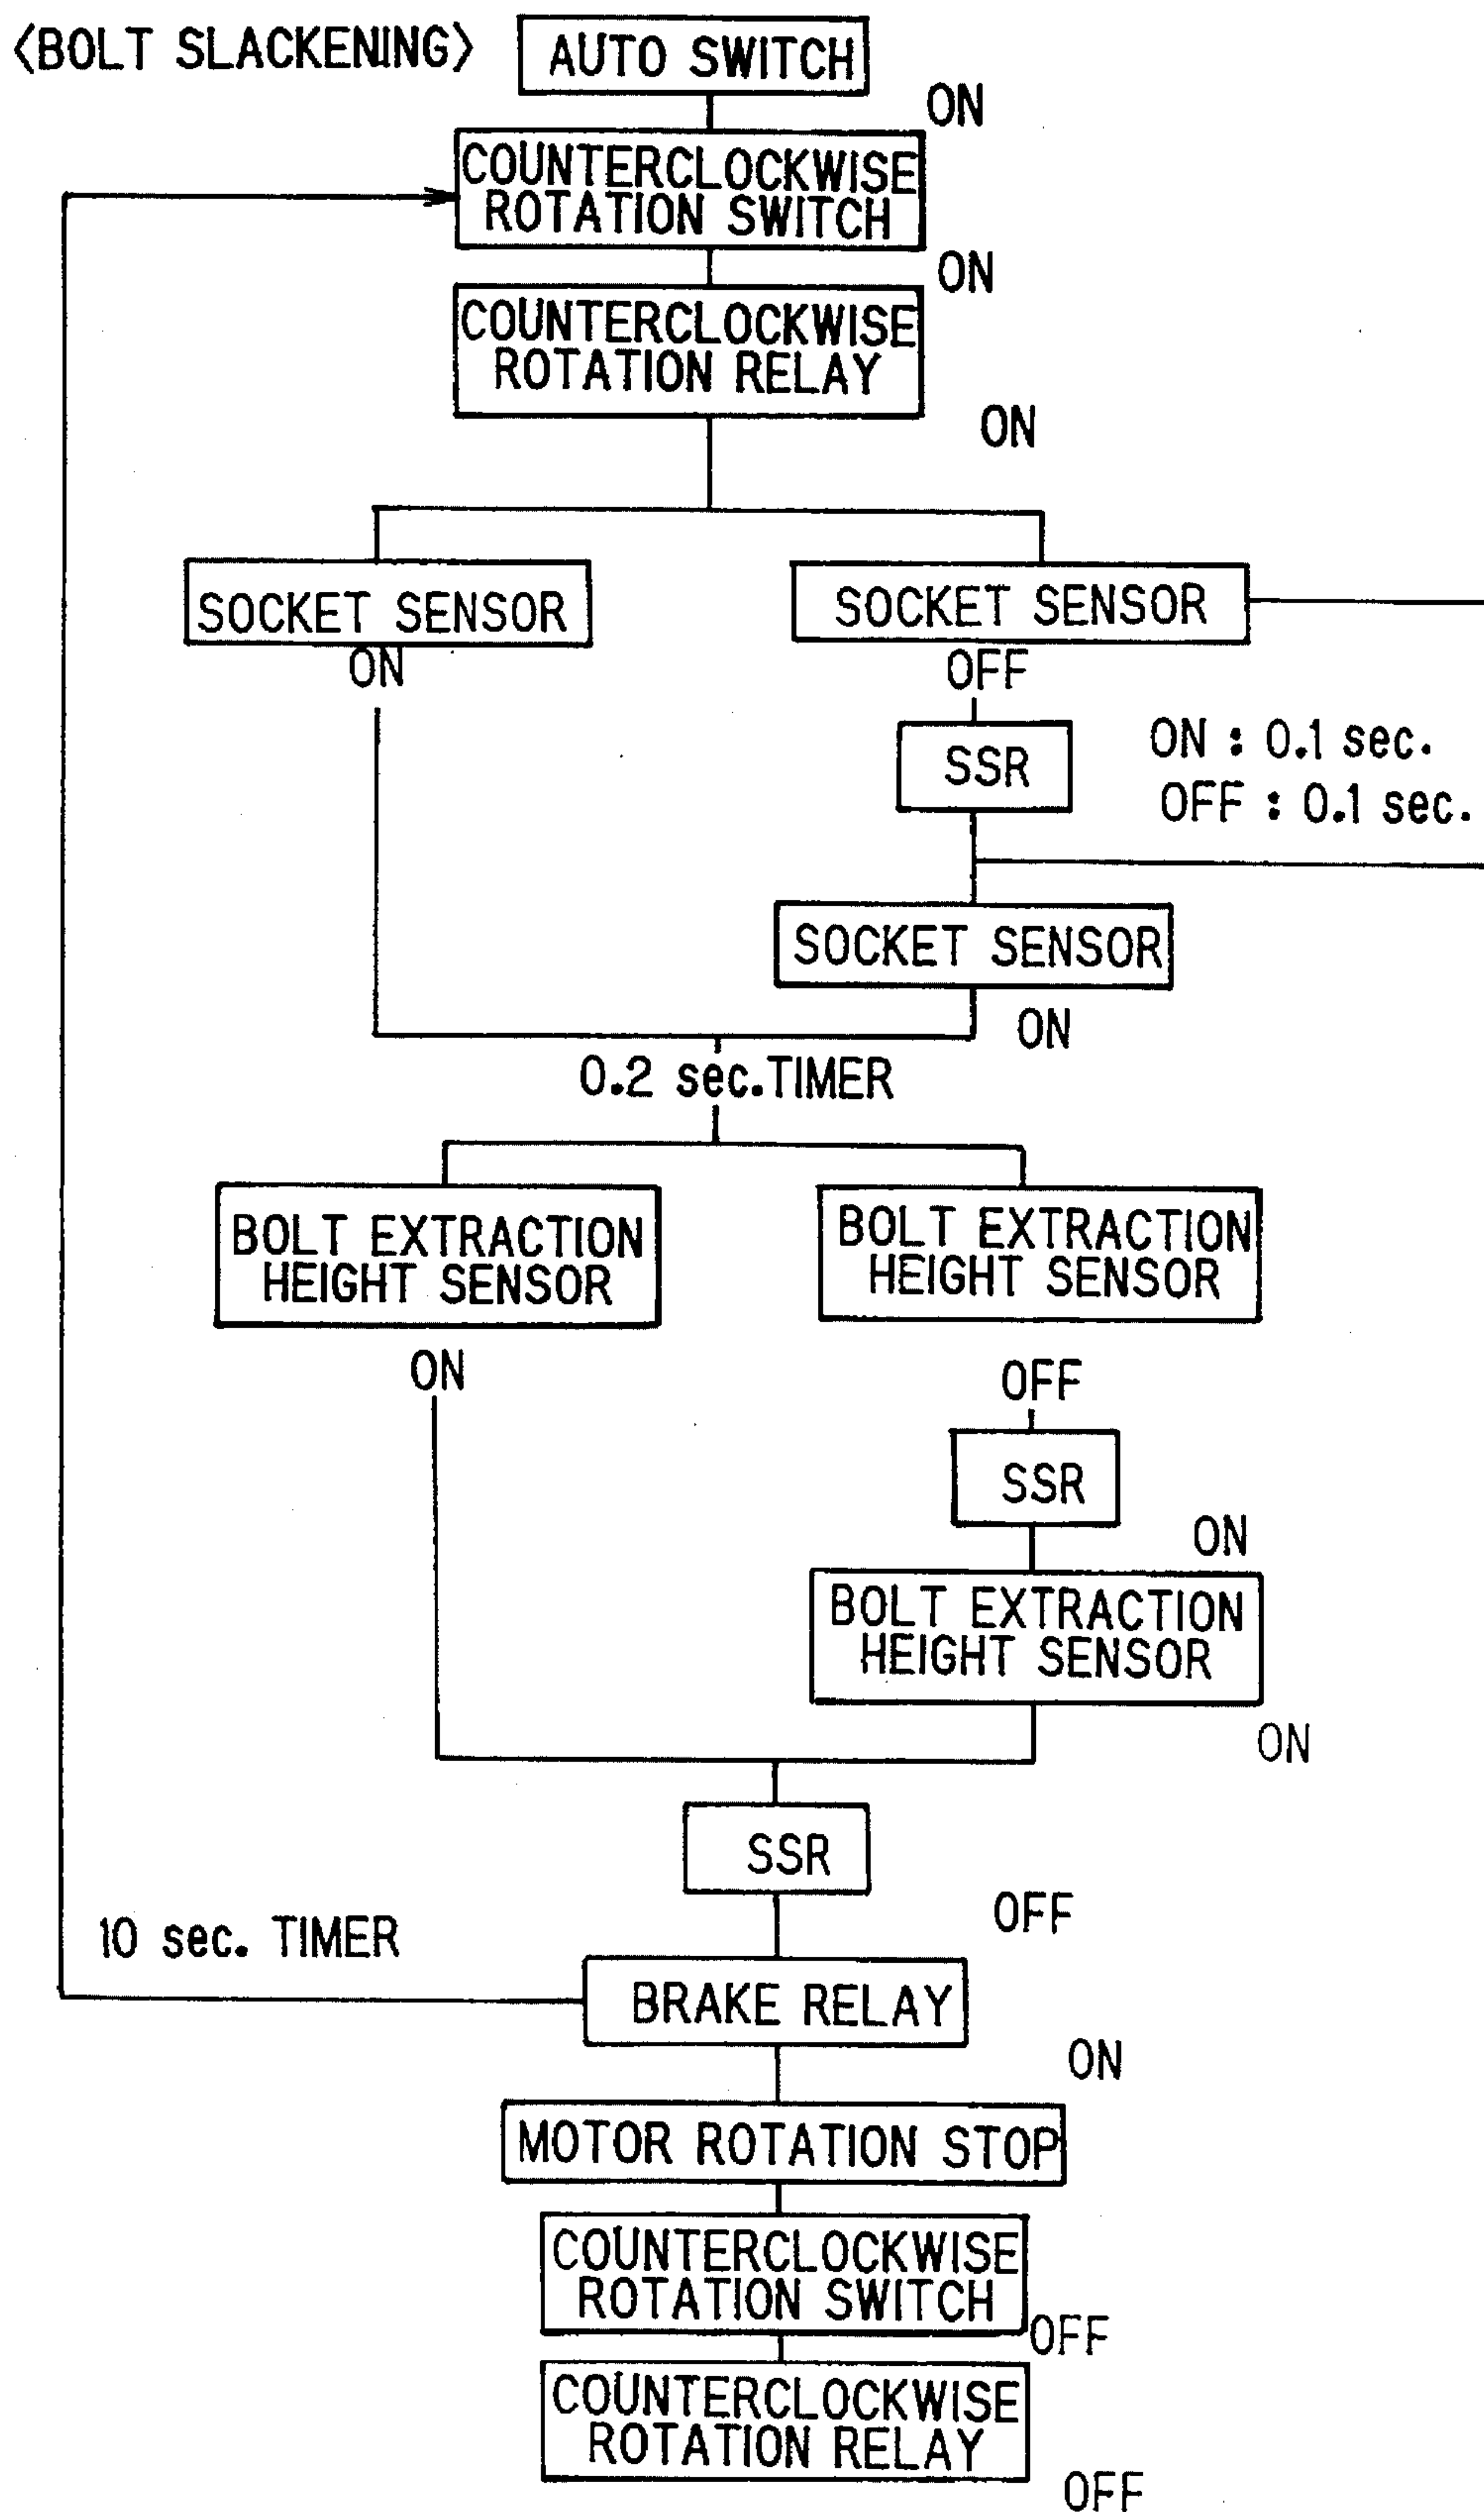 <BOLT SLACKENING>
AUTO SWITCH
ON
COUNTERCLOCKWISE
ROTATION SWITCH
ON
COUNTERCLOCKWISE
ROTATION RELAY
ON
SOCKET SENSOR
SOCKET SENSOR
ON
OFF
SSR
ON : 0.1 sec.
OFF : 0.1 sec.
SOCKET SENSOR
ON
0.2 sec. TIMER
BOLT EXTRACTION
HEIGHT SENSOR
BOLT EXTRACTION
HEIGHT SENSOR
ON
OFF
SSR
ON
BOLT EXTRACTION
HEIGHT SENSOR
ON
SSR
OFF
10 sec. TIMER
BRAKE RELAY
ON
MOTOR ROTATION STOP
COUNTERCLOCKWISE
ROTATION SWITCH
OFF
COUNTERCLOCKWISE
ROTATION RELAY
OFF